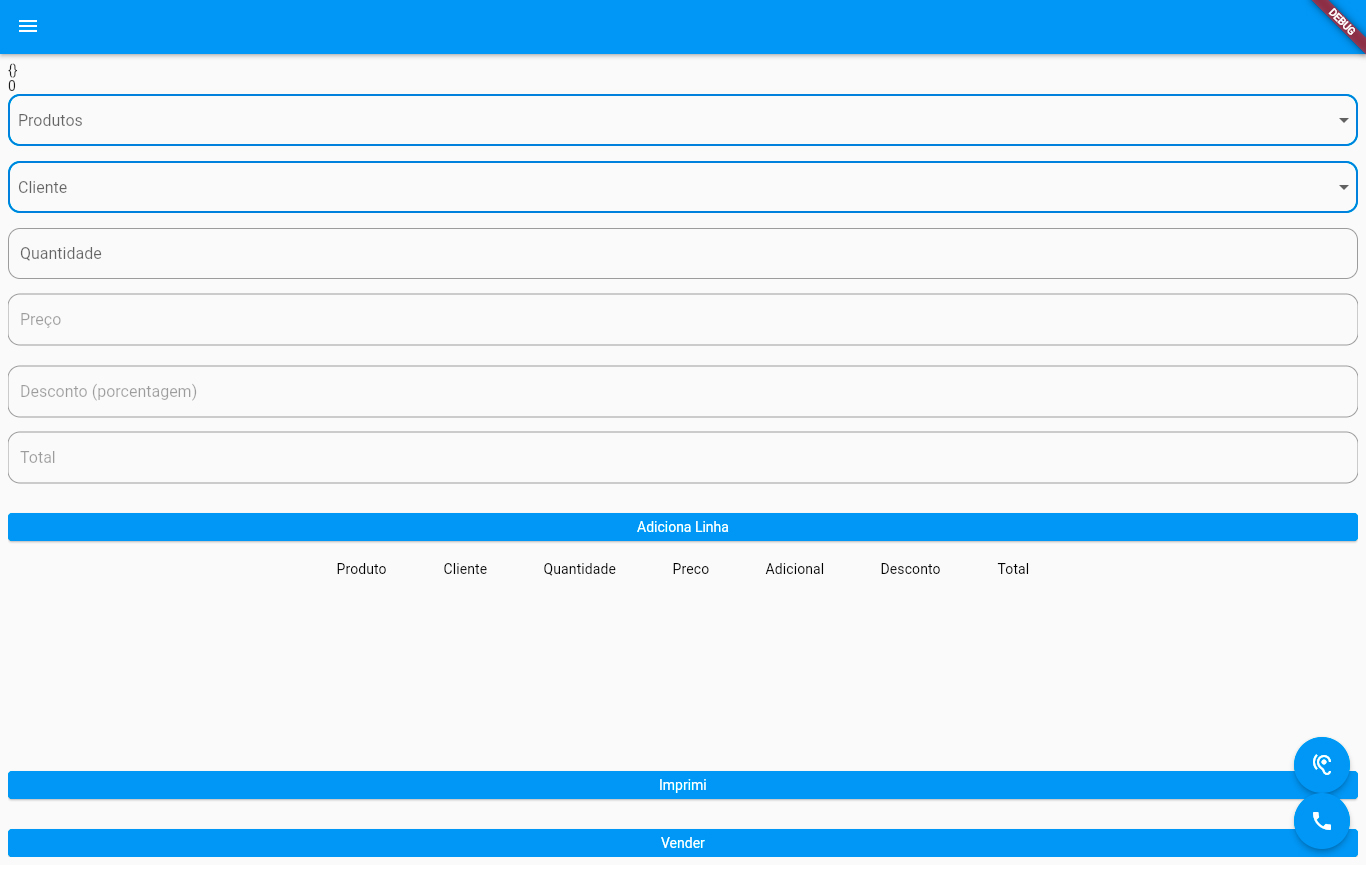 DEBUG
{}
0
Produtos
Cliente
Quantidade
Preço
Desconto (porcentagem)
Total
Adiciona Linha
Produto Cliente Quantidade Preco Adicional Desconto Total
Imprimi
Vender